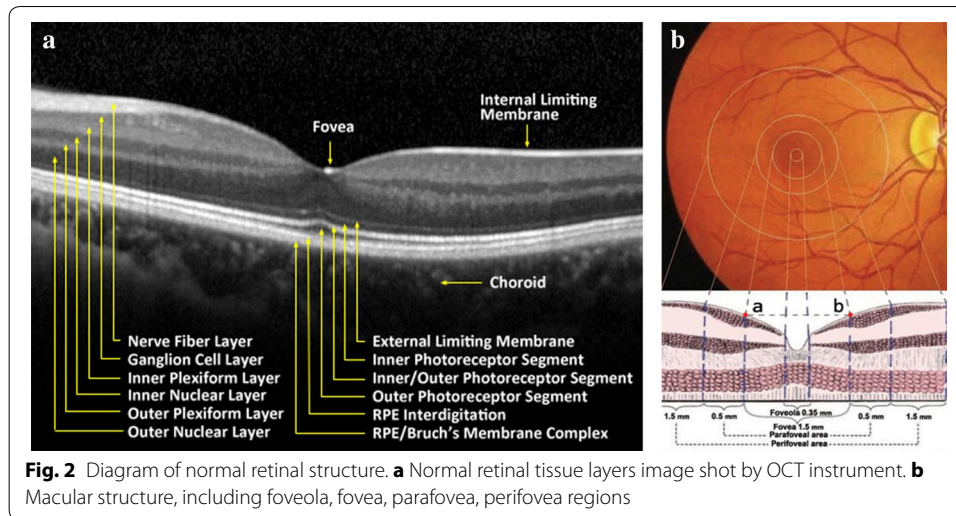 a
Fovea
Internal Limiting
Membrane
Choroid
Nerve Fiber Layer
Ganglion Cell Layer
Inner Plexiform Layer
Inner Nuclear Layer
Outer Plexiform Layer
Outer Nuclear Layer
External Limiting Membrane
Inner Photoreceptor Segment
Inner/Outer Photoreceptor Segment
Outer Photoreceptor Segment
RPE Interdigitation
RPE/Bruch's Membrane Complex
b
a b
1.5 mm 0.5 mm Foveola 0.35 mm 0.5 mm 1.5 mm
Fovea 1.5 mm
Parafoveal area
Perifoveal area
Fig. 2 Diagram of normal retinal structure. a Normal retinal tissue layers image shot by OCT instrument. b
Macular structure, including foveola, fovea, parafovea, perifovea regions